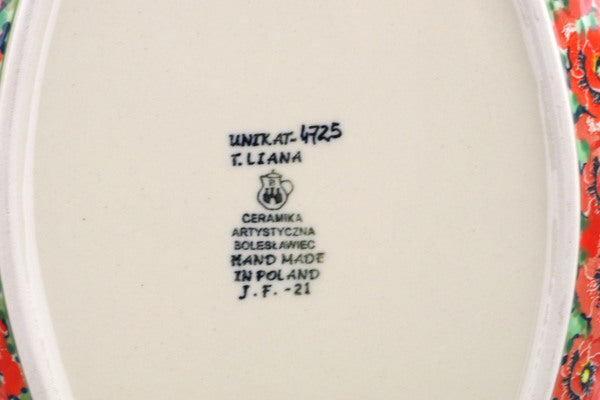 UNIKAT-4725
T. LIANA
CERAMIKA
ARTYSTYCZNA
BOLESŁAWIEC
HAND MADE
IN POLAND
J.F. -21